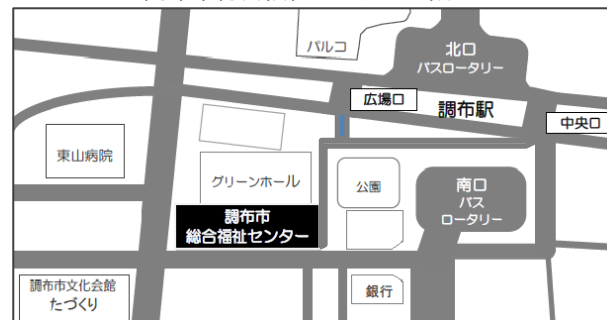 パルコ
北口
バスロータリー
広場口
調布駅
中央口
東山病院
グリーンホール
公園
南口
バス
ロータリー
調布市
総合福祉センター
調布市文化会館
たづくり
銀行